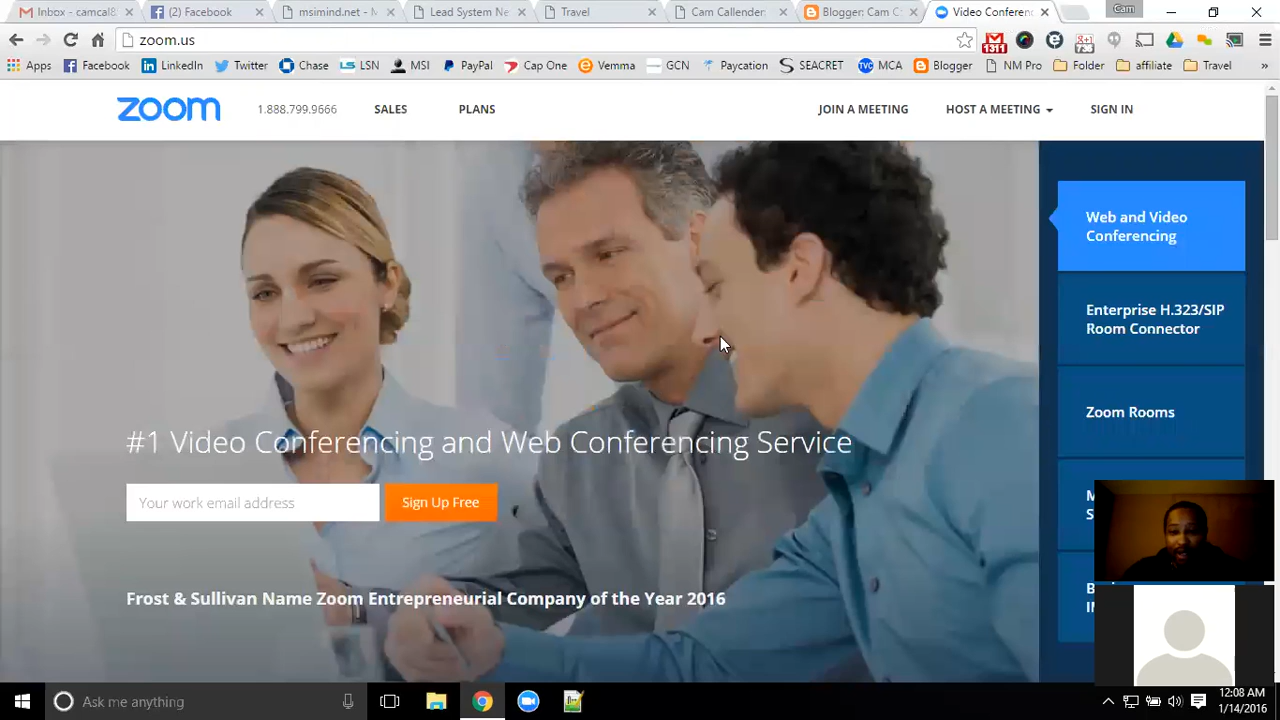 Inbox - camcal8
(2) Facebook
msimind.net - M
Lead System Ne
Travel
Cam Callender
Blogger: Cam C
Video Conferenc
Cam
zoom.us
1311
Apps
Facebook
LinkedIn
Twitter
Chase
LSN
MSI
PayPal
Cap One
Vemma
GCN
Paycation
SEACRET
MCA
Blogger
NM Pro
Folder
affiliate
Travel
»
zoom
1.888.799.9666
SALES
PLANS
JOIN A MEETING
HOST A MEETING
SIGN IN
Web and Video
Conferencing
Enterprise H.323/SIP
Room Connector
Zoom Rooms
#1 Video Conferencing and Web Conferencing Service
Your work email address
Sign Up Free
Frost & Sullivan Name Zoom Entrepreneurial Company of the Year 2016
Ask me anything
12:08 AM
1/14/2016